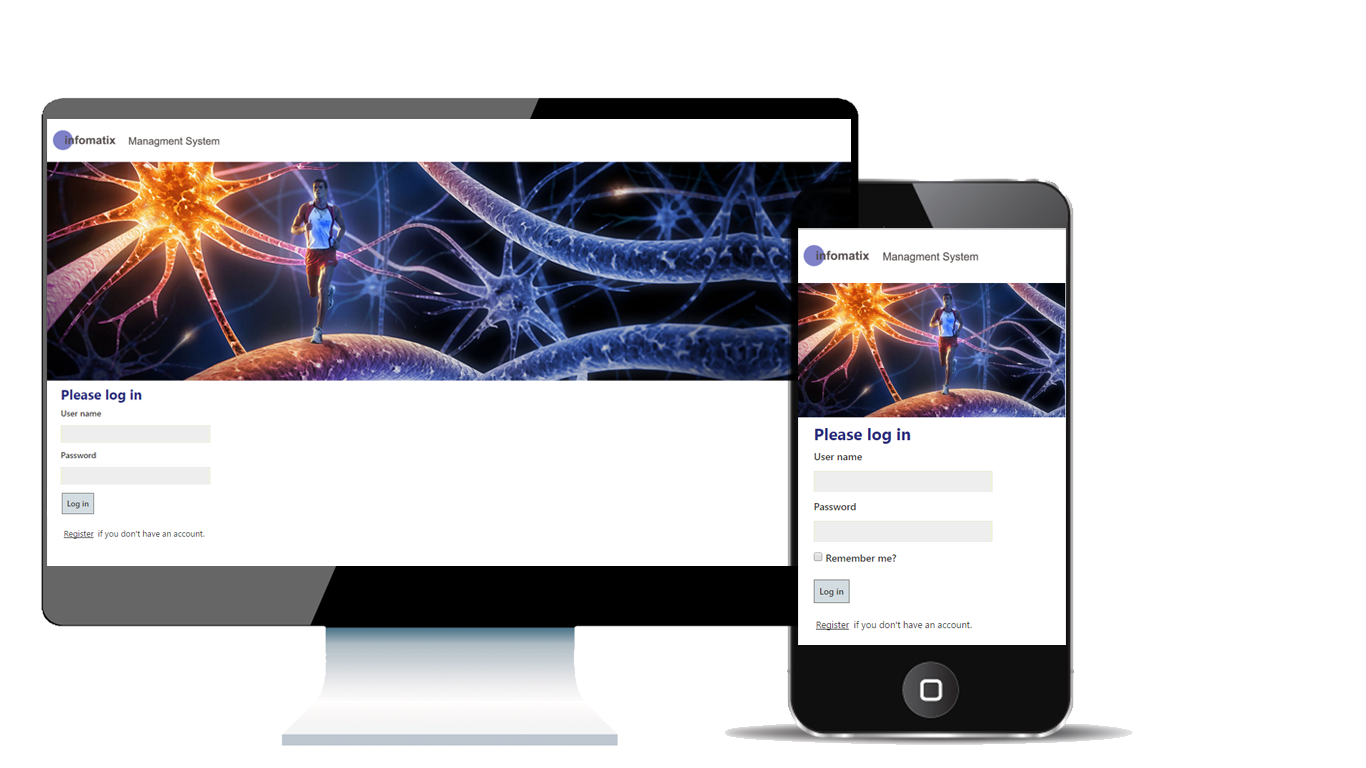 infomatix Managment System
Please log in
User name
Password
Log in
Register if you don't have an account.
infomatix Managment System
Please log in
User name
Password
Remember me?
Log in
Register if you don't have an account.